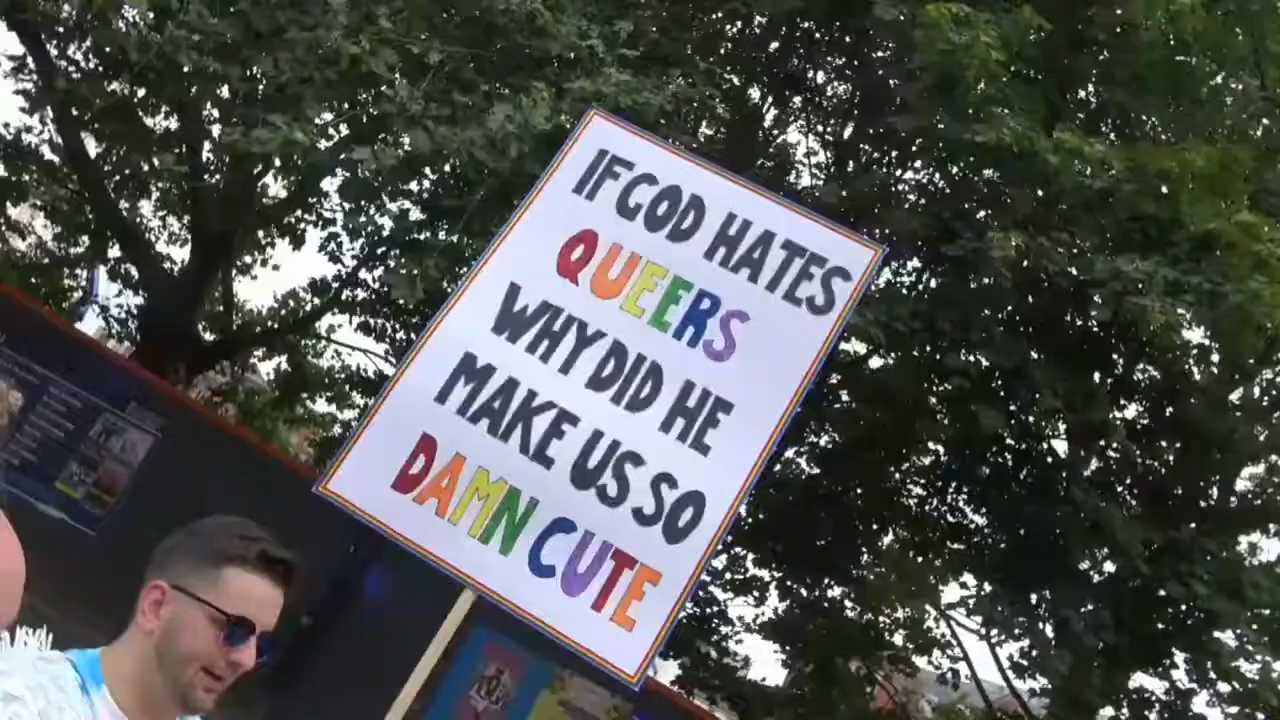 IF GOD HATES
QUEERS
WHY DID HE
MAKE US SO
DAMN CUTE